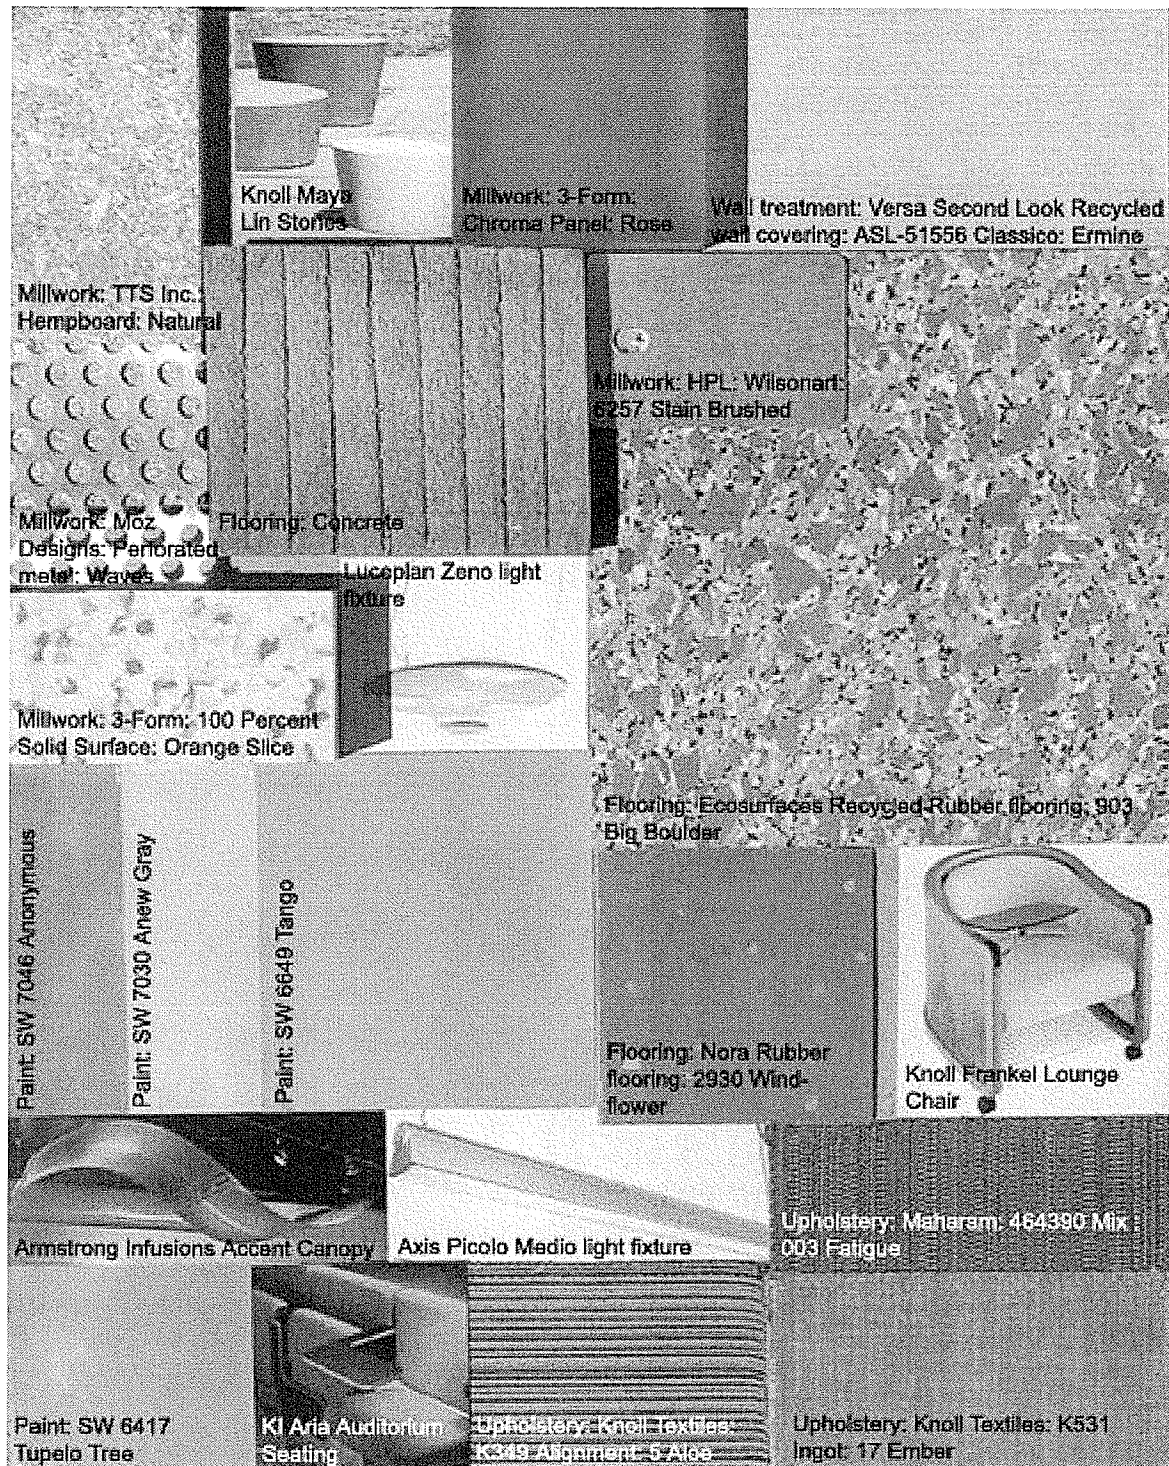 Knoll Maya
Lin Stones
Millwork: 3-Form:
Chroma Panel: Rose
Wall treatment: Versa Second Look Recycled
wall covering: ASL-51556 Classico: Ermine
Millwork: TTS Inc.:
Hempboard: Natural
Millwork: HPL: Wilsonart:
6257 Stain Brushed
Millwork: Moz
Designs: Perforated
metal: Waves
Flooring: Concrete
Luceplan Zeno light
fixture
Millwork: 3-Form: 100 Percent
Solid Surface: Orange Slice
Flooring: Ecosurfaces Recycled Rubber flooring: 903
Big Boulder
Paint: SW 7046 Anonymous
Paint: SW 7030 Anew Gray
Paint: SW 6649 Tango
Flooring: Nora Rubber
flooring: 2930 Wind-
flower
Knoll Frankel Lounge
Chair
Armstrong Infusions Accent Canopy
Axis Picolo Medio light fixture
Upholstery: Maharam: 464390 Mix :
003 Fatigue
Paint: SW 6417
Tupelo Tree
KI Aria Auditorium
Seating
Upholstery: Knoll Textiles:
K349 Alignment: 5 Aloe
Upholstery: Knoll Textiles: K531
Ingot: 17 Ember